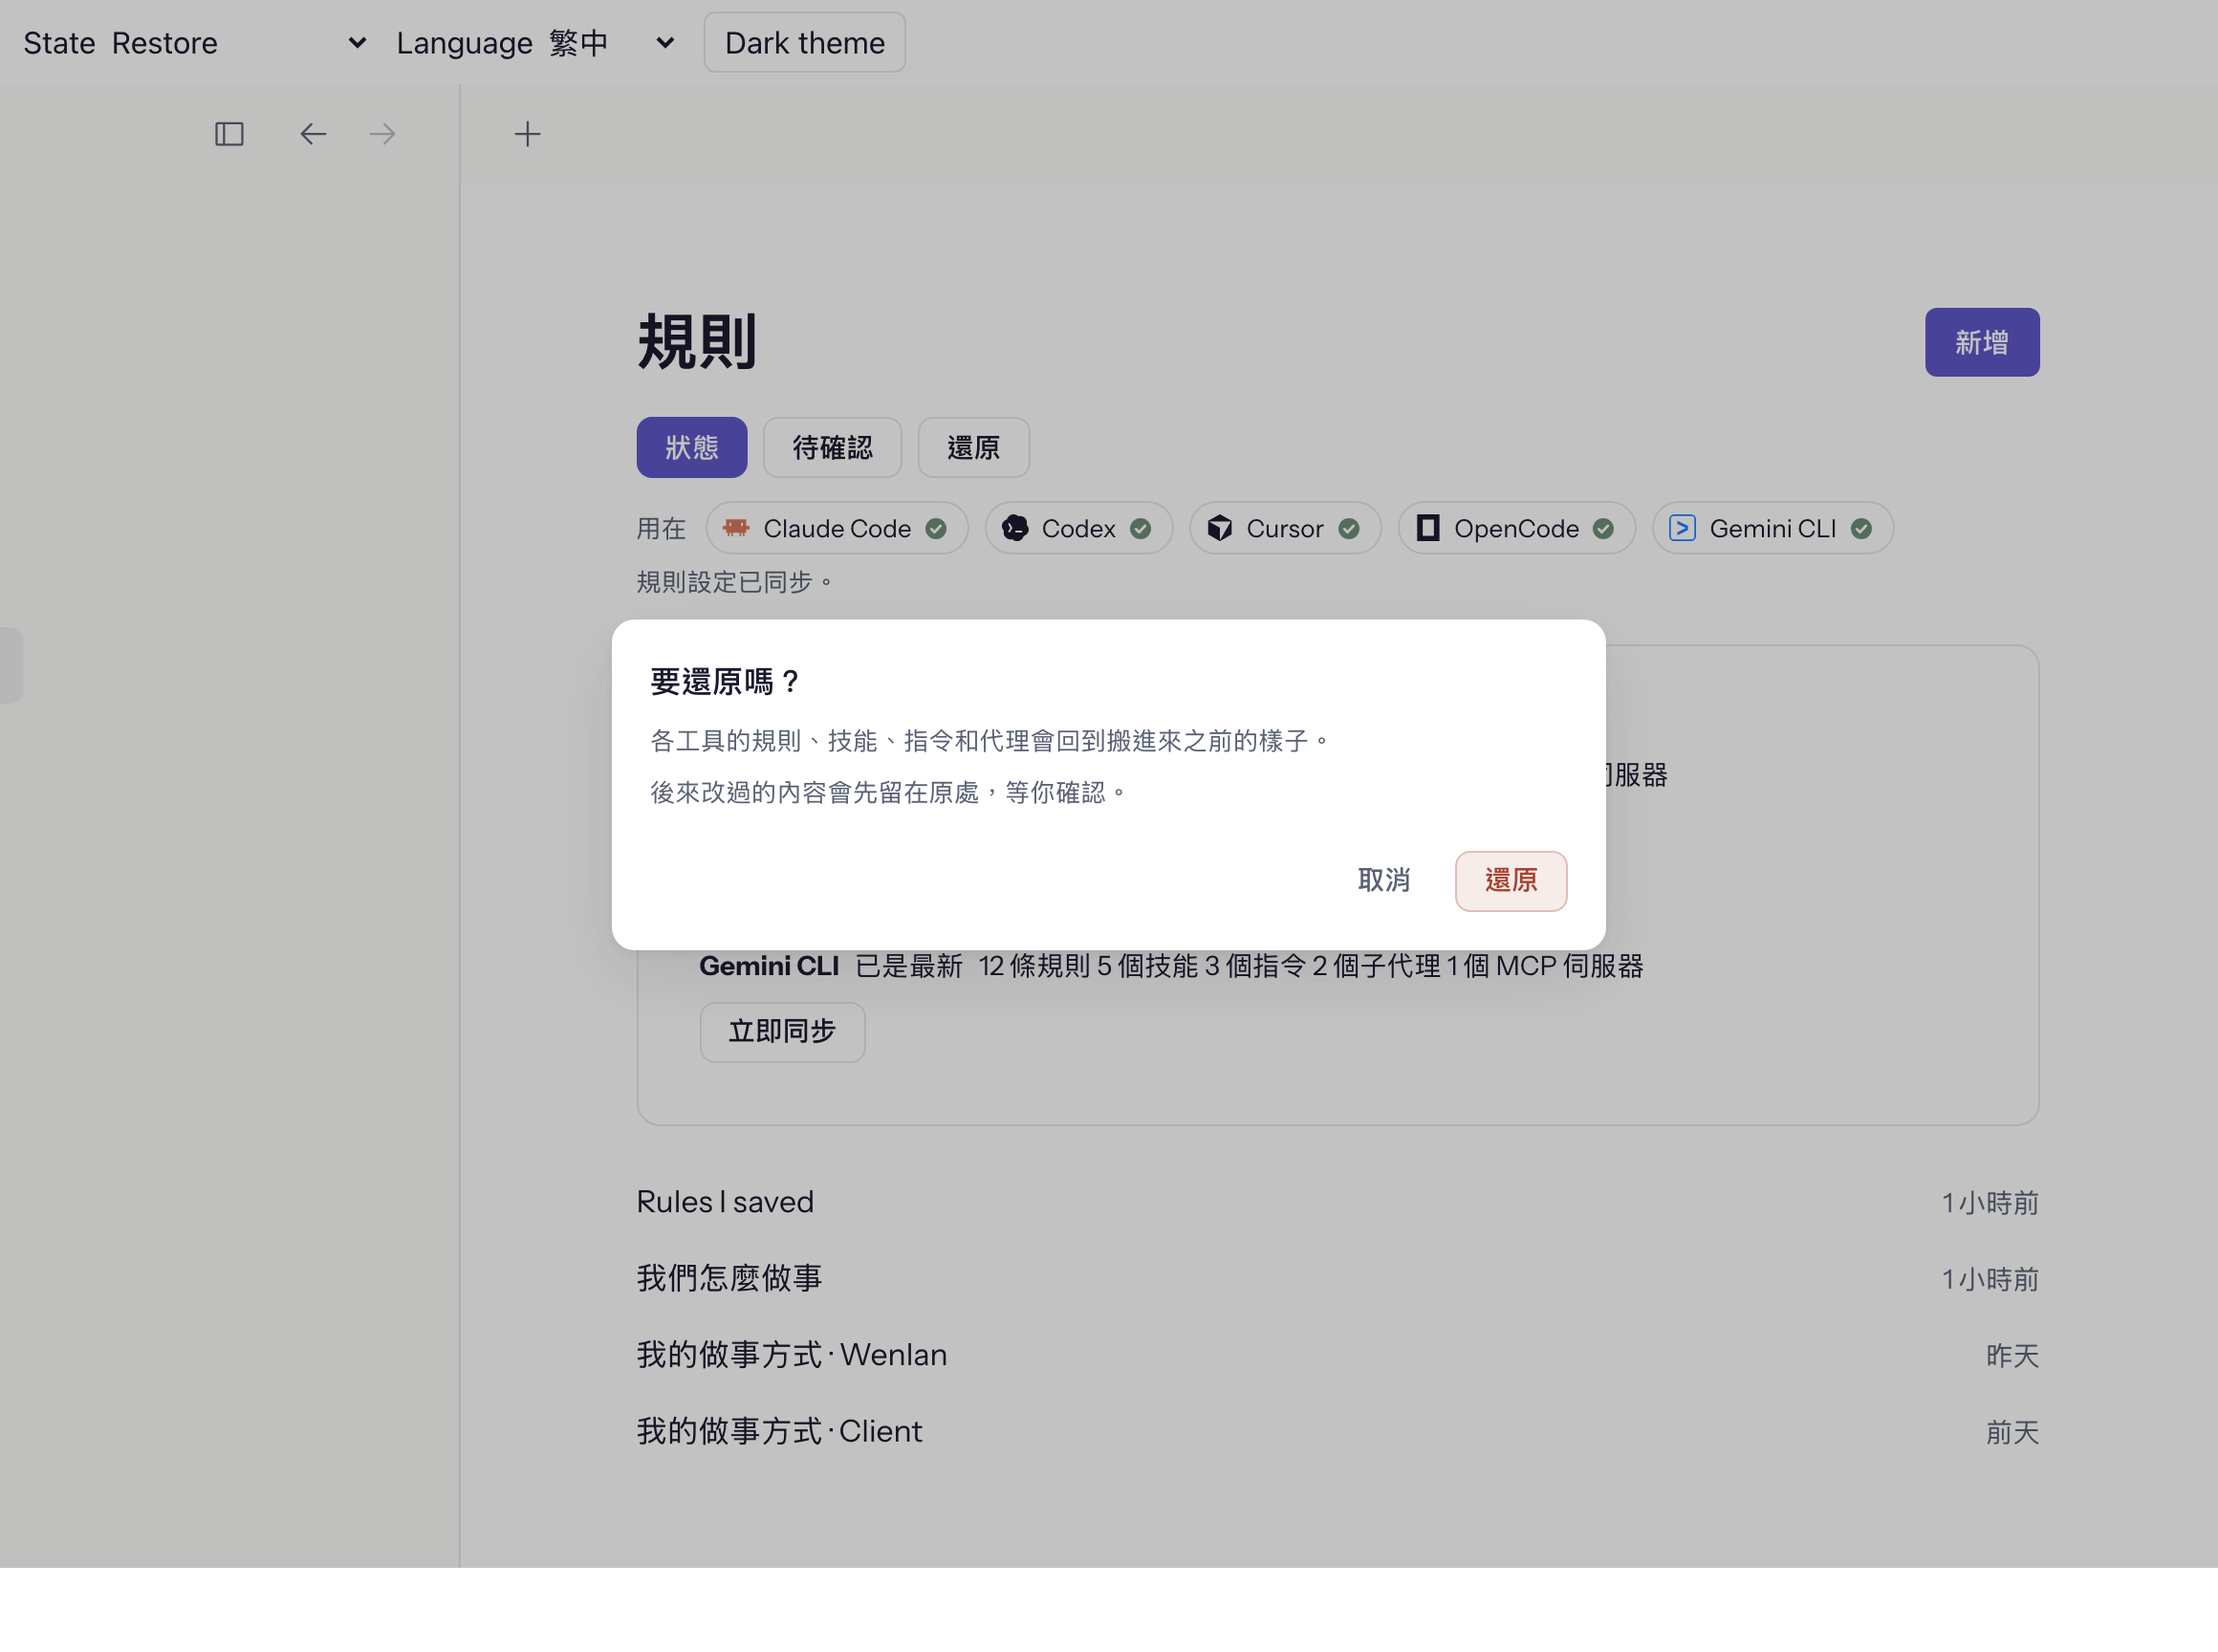 State Restore Language 繁中 Dark theme
規則 新增
狀態 待確認 還原
用在 Claude Code Codex Cursor OpenCode Gemini CLI
規則設定已同步。
要還原嗎？
各工具的規則、技能、指令和代理會回到搬進來之前的樣子。
服器
後來改過的內容會先留在原處，等你確認。
取消 還原
Gemini CLI 已是最新 12 條規則 5 個技能 3 個指令 2 個子代理 1 個 MCP 伺服器
立即同步
Rules I saved 1 小時前
我們怎麼做事 1 小時前
我的做事方式 · Wenlan 昨天
我的做事方式 · Client 前天